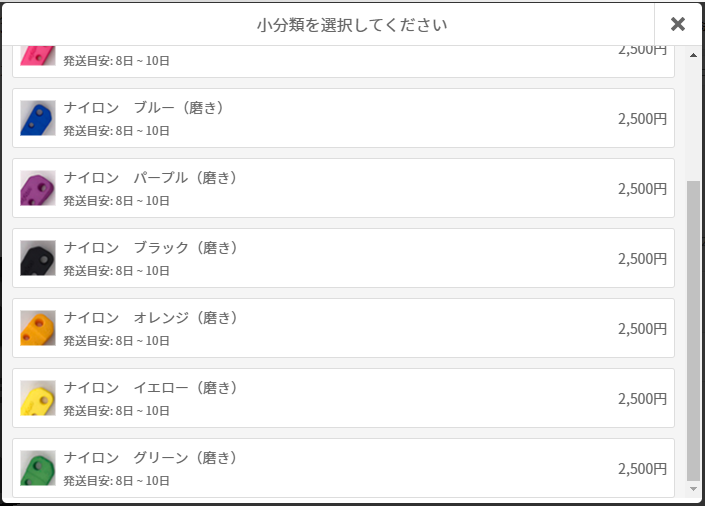 小分類を選択してください
2,500円
発送目安: 8日 ~ 10日
ナイロン　ブルー（磨き）
2,500円
発送目安: 8日 ~ 10日
ナイロン　パープル（磨き）
2,500円
発送目安: 8日 ~ 10日
ナイロン　ブラック（磨き）
2,500円
発送目安: 8日 ~ 10日
ナイロン　オレンジ（磨き）
2,500円
発送目安: 8日 ~ 10日
ナイロン　イエロー（磨き）
2,500円
発送目安: 8日 ~ 10日
ナイロン　グリーン（磨き）
2,500円
発送目安: 8日 ~ 10日